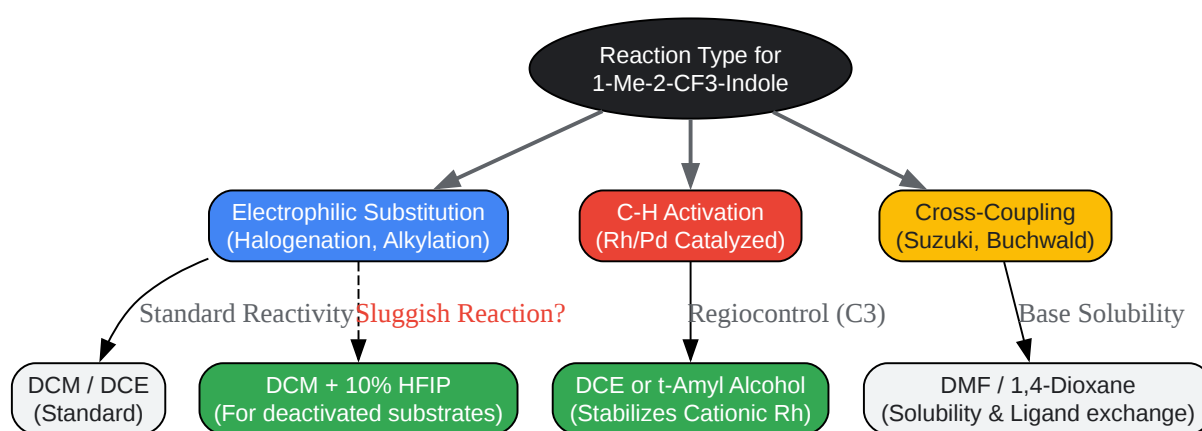 Reaction Type for
1-Me-2-CF3-Indole
Electrophilic Substitution
(Halogenation, Alkylation)
C-H Activation
(Rh/Pd Catalyzed)
Cross-Coupling
(Suzuki, Buchwald)
Standard Reactivity
Sluggish Reaction?
Regiocontrol (C3)
Base Solubility
DCM / DCE
(Standard)
DCM + 10% HFIP
(For deactivated substrates)
DCE or t-Amyl Alcohol
(Stabilizes Cationic Rh)
DMF / 1,4-Dioxane
(Solubility & Ligand exchange)